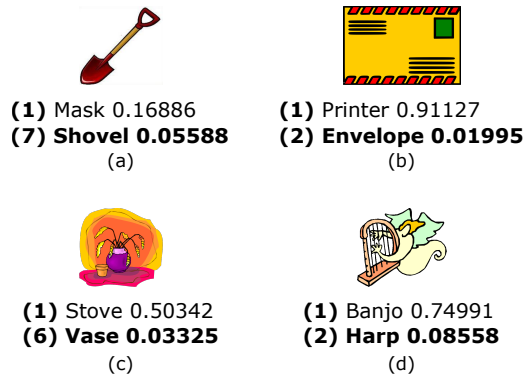 (1) Mask 0.16886
(7) Shovel 0.05588
(a)
(1) Printer 0.91127
(2) Envelope 0.01995
(b)
(1) Stove 0.50342
(6) Vase 0.03325
(c)
(1) Banjo 0.74991
(2) Harp 0.08558
(d)